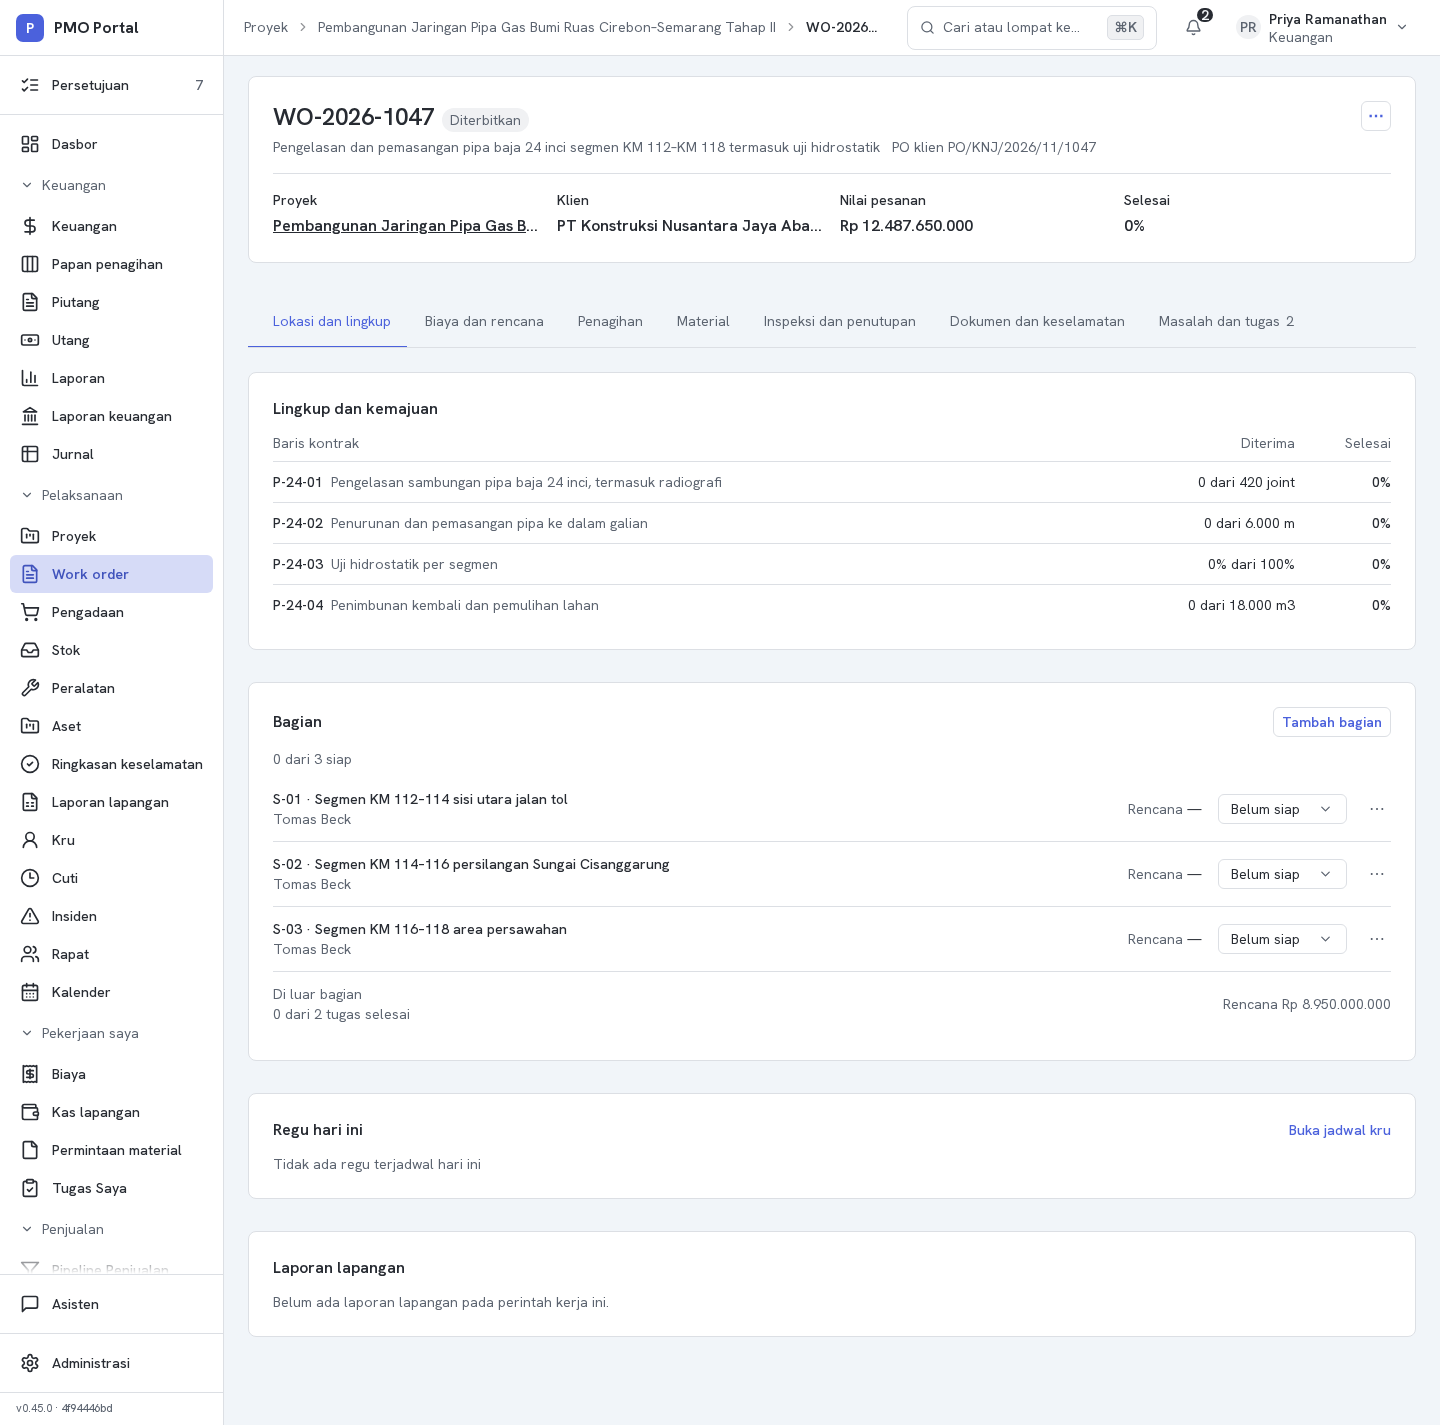 P PMO Portal
Proyek > Pembangunan Jaringan Pipa Gas Bumi Ruas Cirebon–Semarang Tahap II > WO-2026...
Cari atau lompat ke... ⌘K
2
PR Priya Ramanathan
Keuangan
Persetujuan 7
Dasbor
Keuangan
Keuangan
Papan penagihan
Piutang
Utang
Laporan
Laporan keuangan
Jurnal
Pelaksanaan
Proyek
Work order
Pengadaan
Stok
Peralatan
Aset
Ringkasan keselamatan
Laporan lapangan
Kru
Cuti
Insiden
Rapat
Kalender
Pekerjaan saya
Biaya
Kas lapangan
Permintaan material
Tugas Saya
Penjualan
Pipeline Penjualan
Asisten
Administrasi
v0.45.0 · 4f94446bd
WO-2026-1047 Diterbitkan
Pengelasan dan pemasangan pipa baja 24 inci segmen KM 112–KM 118 termasuk uji hidrostatik PO klien PO/KNJ/2026/11/1047
Proyek Klien Nilai pesanan Selesai
Pembangunan Jaringan Pipa Gas B... PT Konstruksi Nusantara Jaya Aba... Rp 12.487.650.000 0%
Lokasi dan lingkup Biaya dan rencana Penagihan Material Inspeksi dan penutupan Dokumen dan keselamatan Masalah dan tugas 2
Lingkup dan kemajuan
Baris kontrak Diterima Selesai
P-24-01 Pengelasan sambungan pipa baja 24 inci, termasuk radiografi 0 dari 420 joint 0%
P-24-02 Penurunan dan pemasangan pipa ke dalam galian 0 dari 6.000 m 0%
P-24-03 Uji hidrostatik per segmen 0% dari 100% 0%
P-24-04 Penimbunan kembali dan pemulihan lahan 0 dari 18.000 m3 0%
Bagian Tambah bagian
0 dari 3 siap
S-01 · Segmen KM 112–114 sisi utara jalan tol
Tomas Beck
Rencana — Belum siap
S-02 · Segmen KM 114–116 persilangan Sungai Cisanggarung
Tomas Beck
Rencana — Belum siap
S-03 · Segmen KM 116–118 area persawahan
Tomas Beck
Rencana — Belum siap
Di luar bagian
0 dari 2 tugas selesai
Rencana Rp 8.950.000.000
Regu hari ini Buka jadwal kru
Tidak ada regu terjadwal hari ini
Laporan lapangan
Belum ada laporan lapangan pada perintah kerja ini.